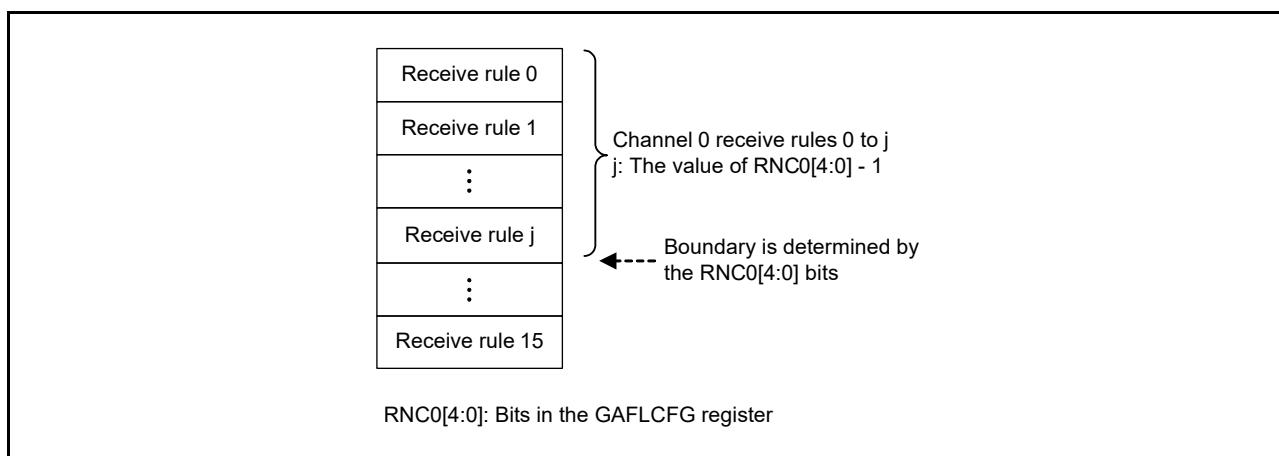 Receive rule 0
Receive rule 1
⋮
Receive rule j
⋮
Receive rule 15
Channel 0 receive rules 0 to j
j: The value of RNC0[4:0] - 1
Boundary is determined by
the RNC0[4:0] bits
RNC0[4:0]: Bits in the GAFLCFG register